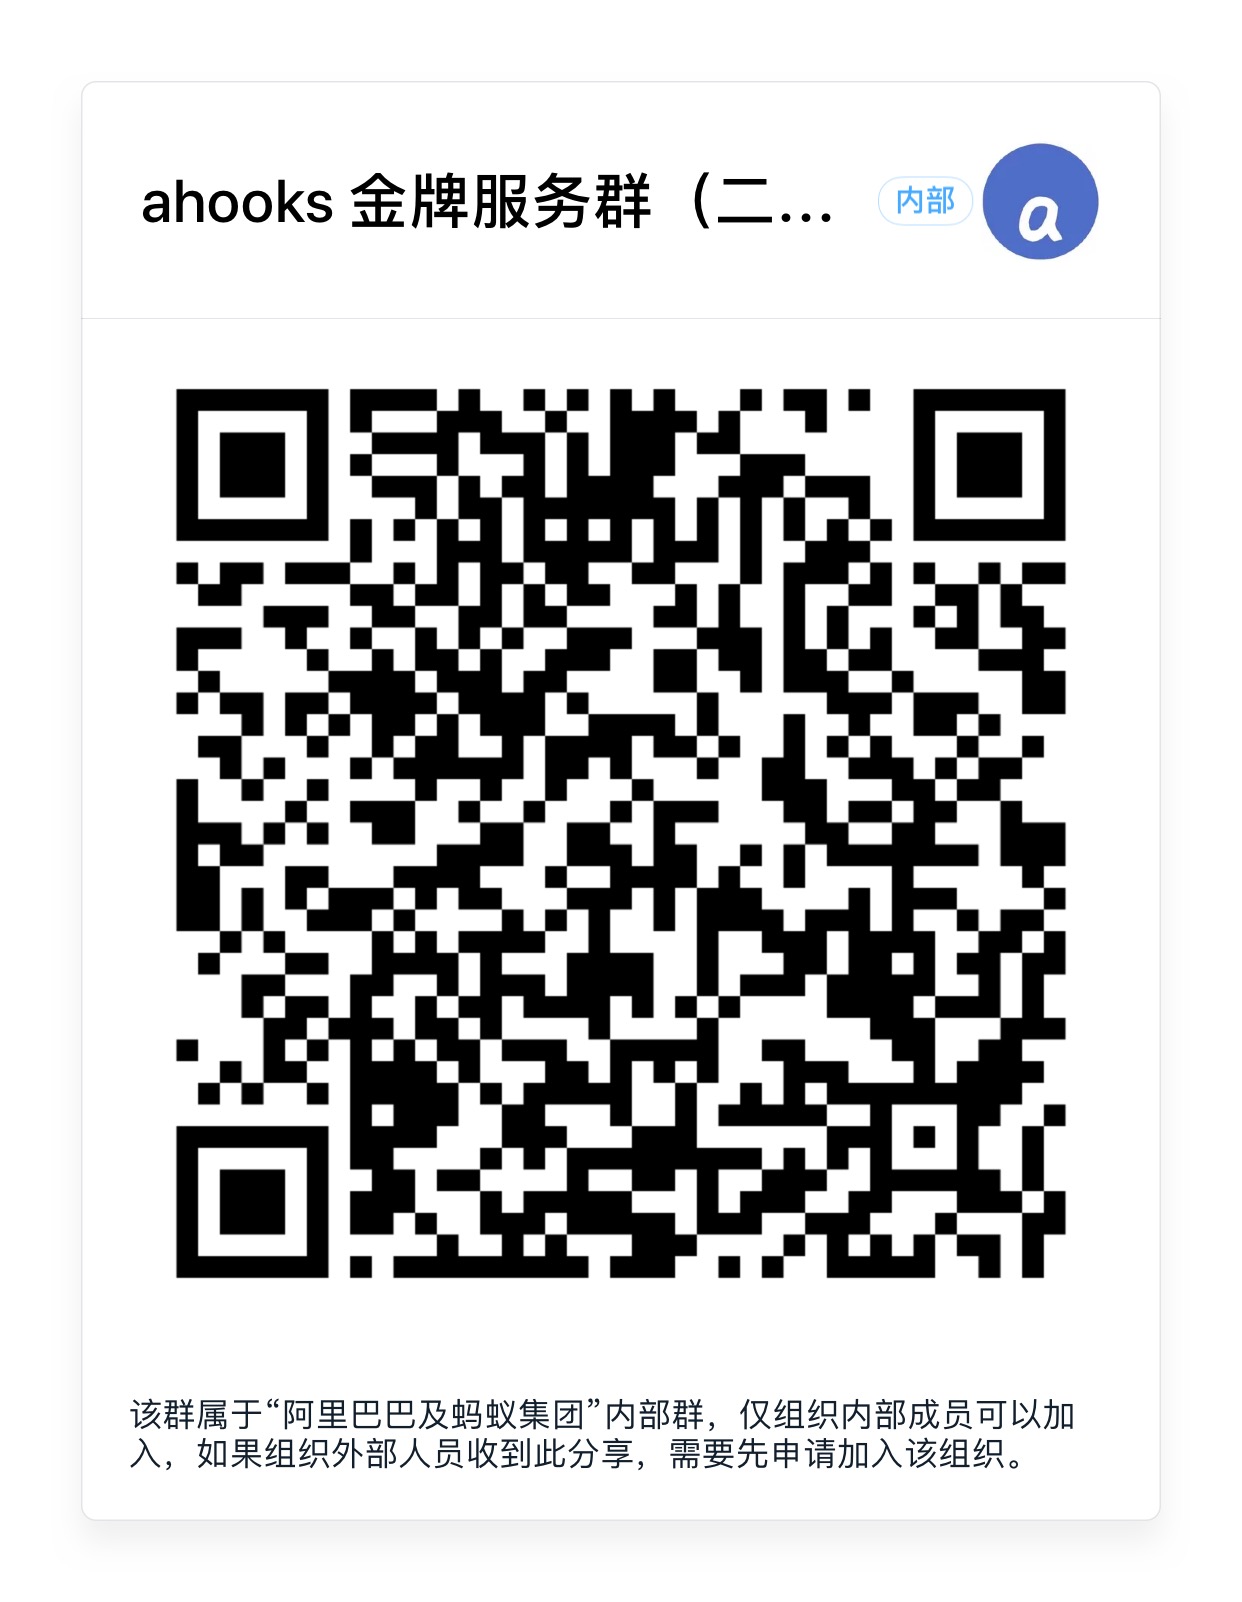 ahooks 金牌服务群（二... 内部
a
该群属于“阿里巴巴及蚂蚁集团”内部群，仅组织内部成员可以加
入，如果组织外部人员收到此分享，需要先申请加入该组织。